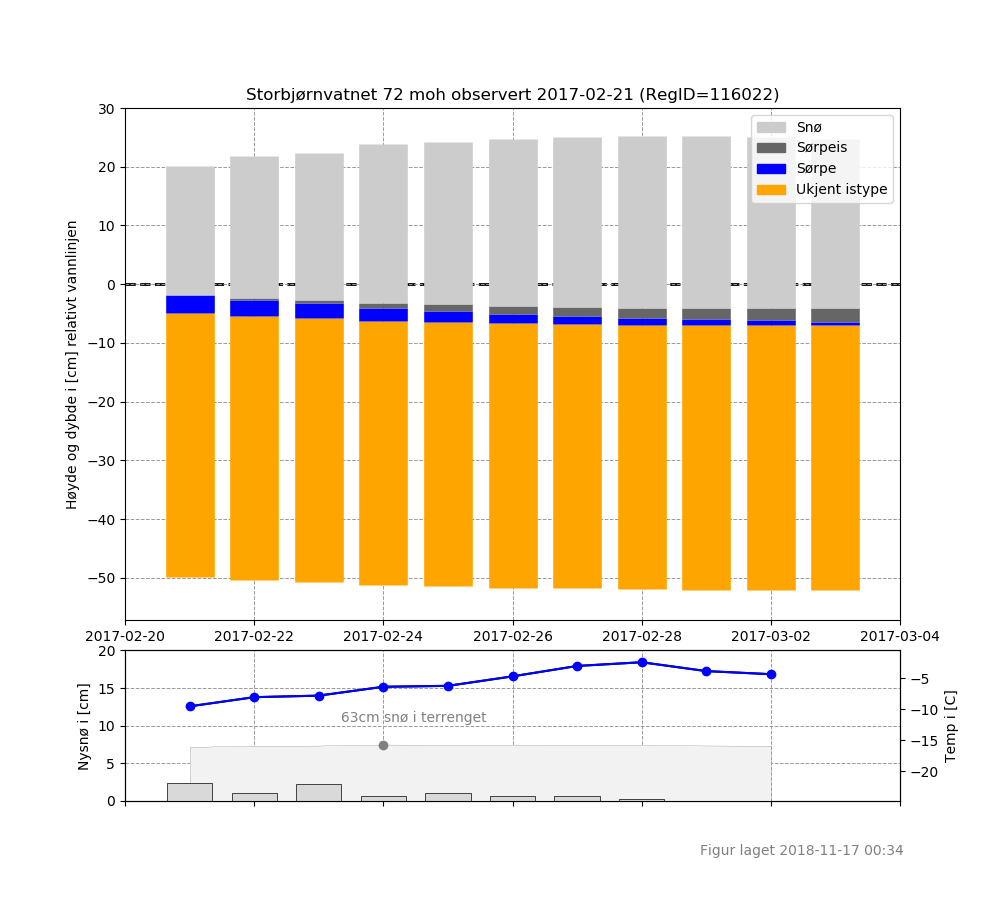 Storbjørnvatnet 72 moh observert 2017-02-21 (RegID=116022)
Høyde og dybde i [cm] relativt vannlinjen
30
20
10
0
−10
−20
−30
−40
−50
Snø
Sørpeis
Sørpe
Ukjent istype
2017-02-20 2017-02-22 2017-02-24 2017-02-26 2017-02-28 2017-03-02 2017-03-04
Nysnø i [cm]
20
15
10
5
0
63cm snø i terrenget
−5
−10
−15
−20
Temp i [C]
Figur laget 2018-11-17 00:34